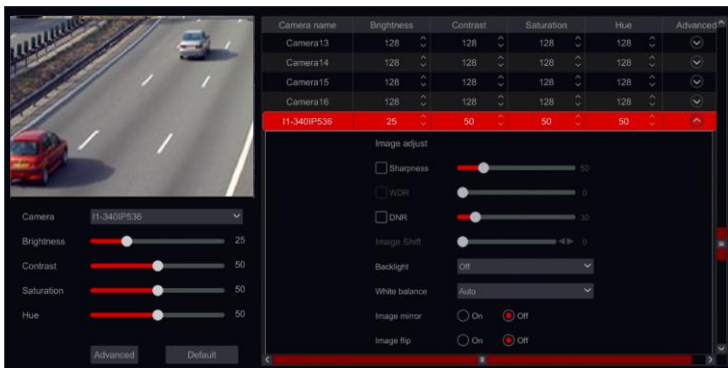 Camera name Brightness Contrast Saturation Hue Advanced
Camera13 128 128 128 128
Camera14 128 128 128 128
Camera15 128 128 128 128
Camera16 128 128 128 128
I1-340IP536 25 50 50 50
Image adjust
Sharpness 50
WDR 0
DNR 30
Image Shift 0
Backlight Off
White balance Auto
Image mirror On Off
Image flip On Off
Camera I1-340IP536
Brightness 25
Contrast 50
Saturation 50
Hue 50
Advanced Default